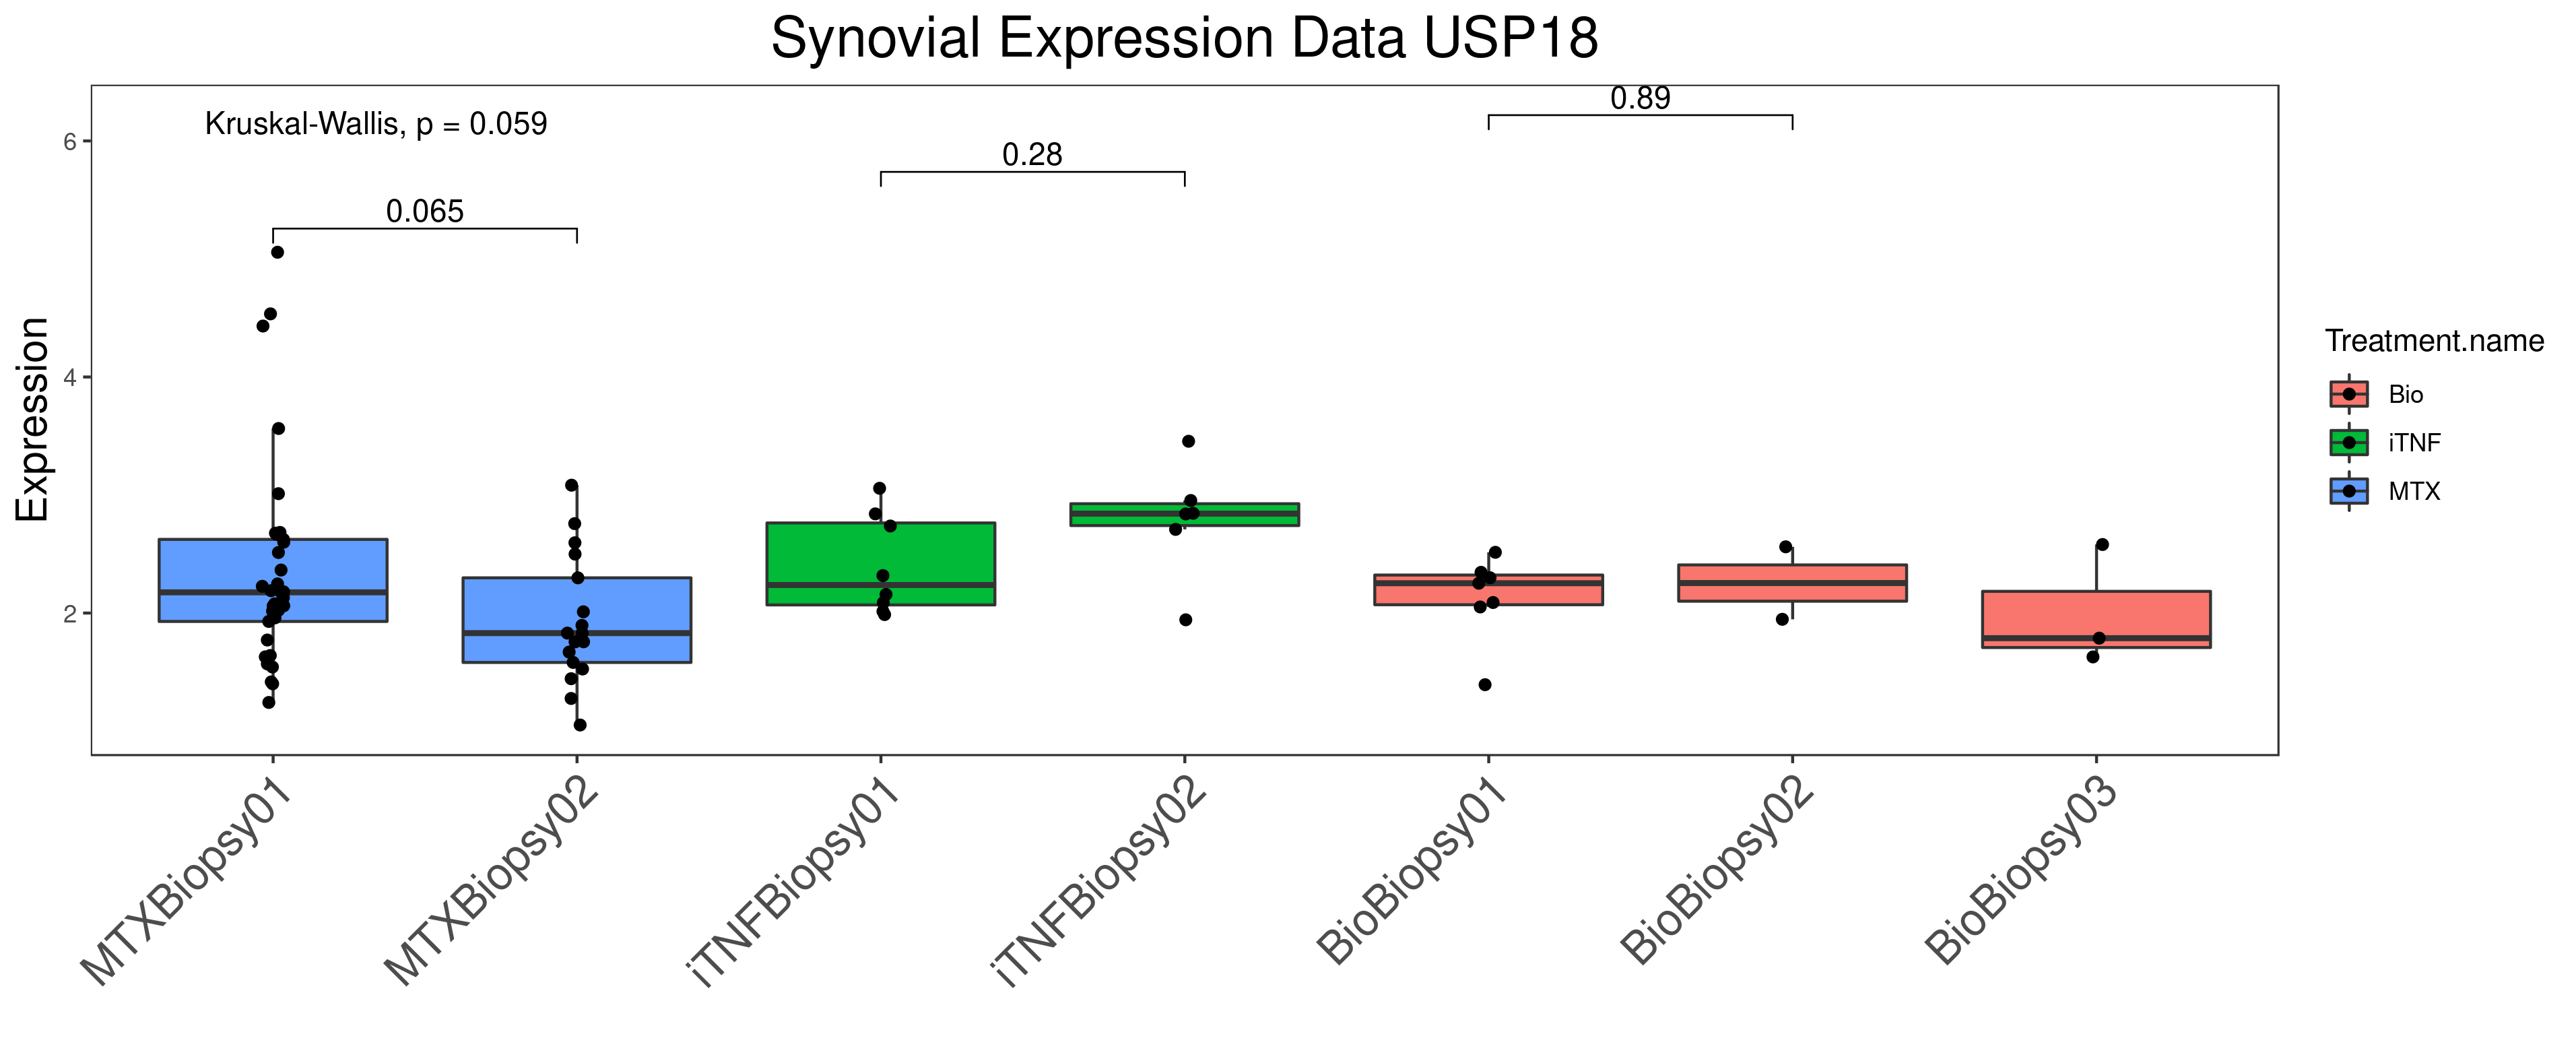 Synovial Expression Data USP18
Kruskal-Wallis, p = 0.059
0.065
0.28
0.89
Expression
6
4
2
MTXBiopsy01
MTXBiopsy02
iTNFBiopsy01
iTNFBiopsy02
BioBiopsy01
BioBiopsy02
BioBiopsy03
Treatment.name
Bio
iTNF
MTX